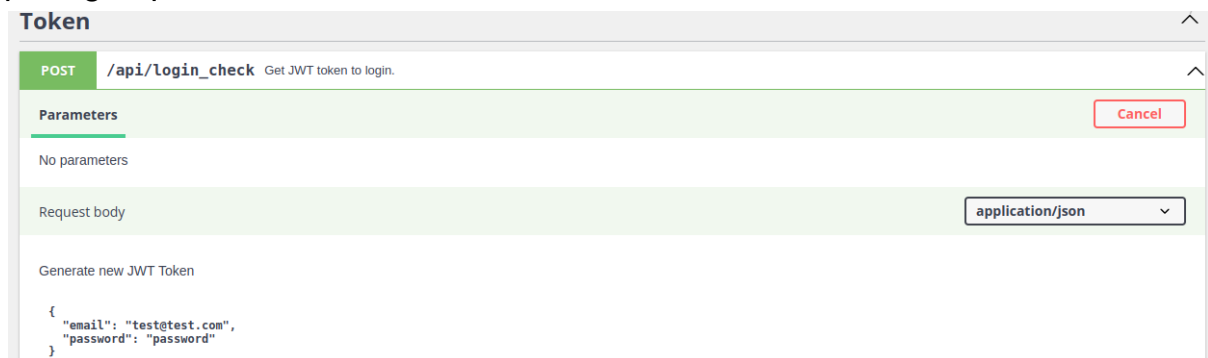 Token
POST /api/login_check Get JWT token to login.
Parameters Cancel
No parameters
Request body application/json
Generate new JWT Token
{
"email": "test@test.com",
"password": "password"
}